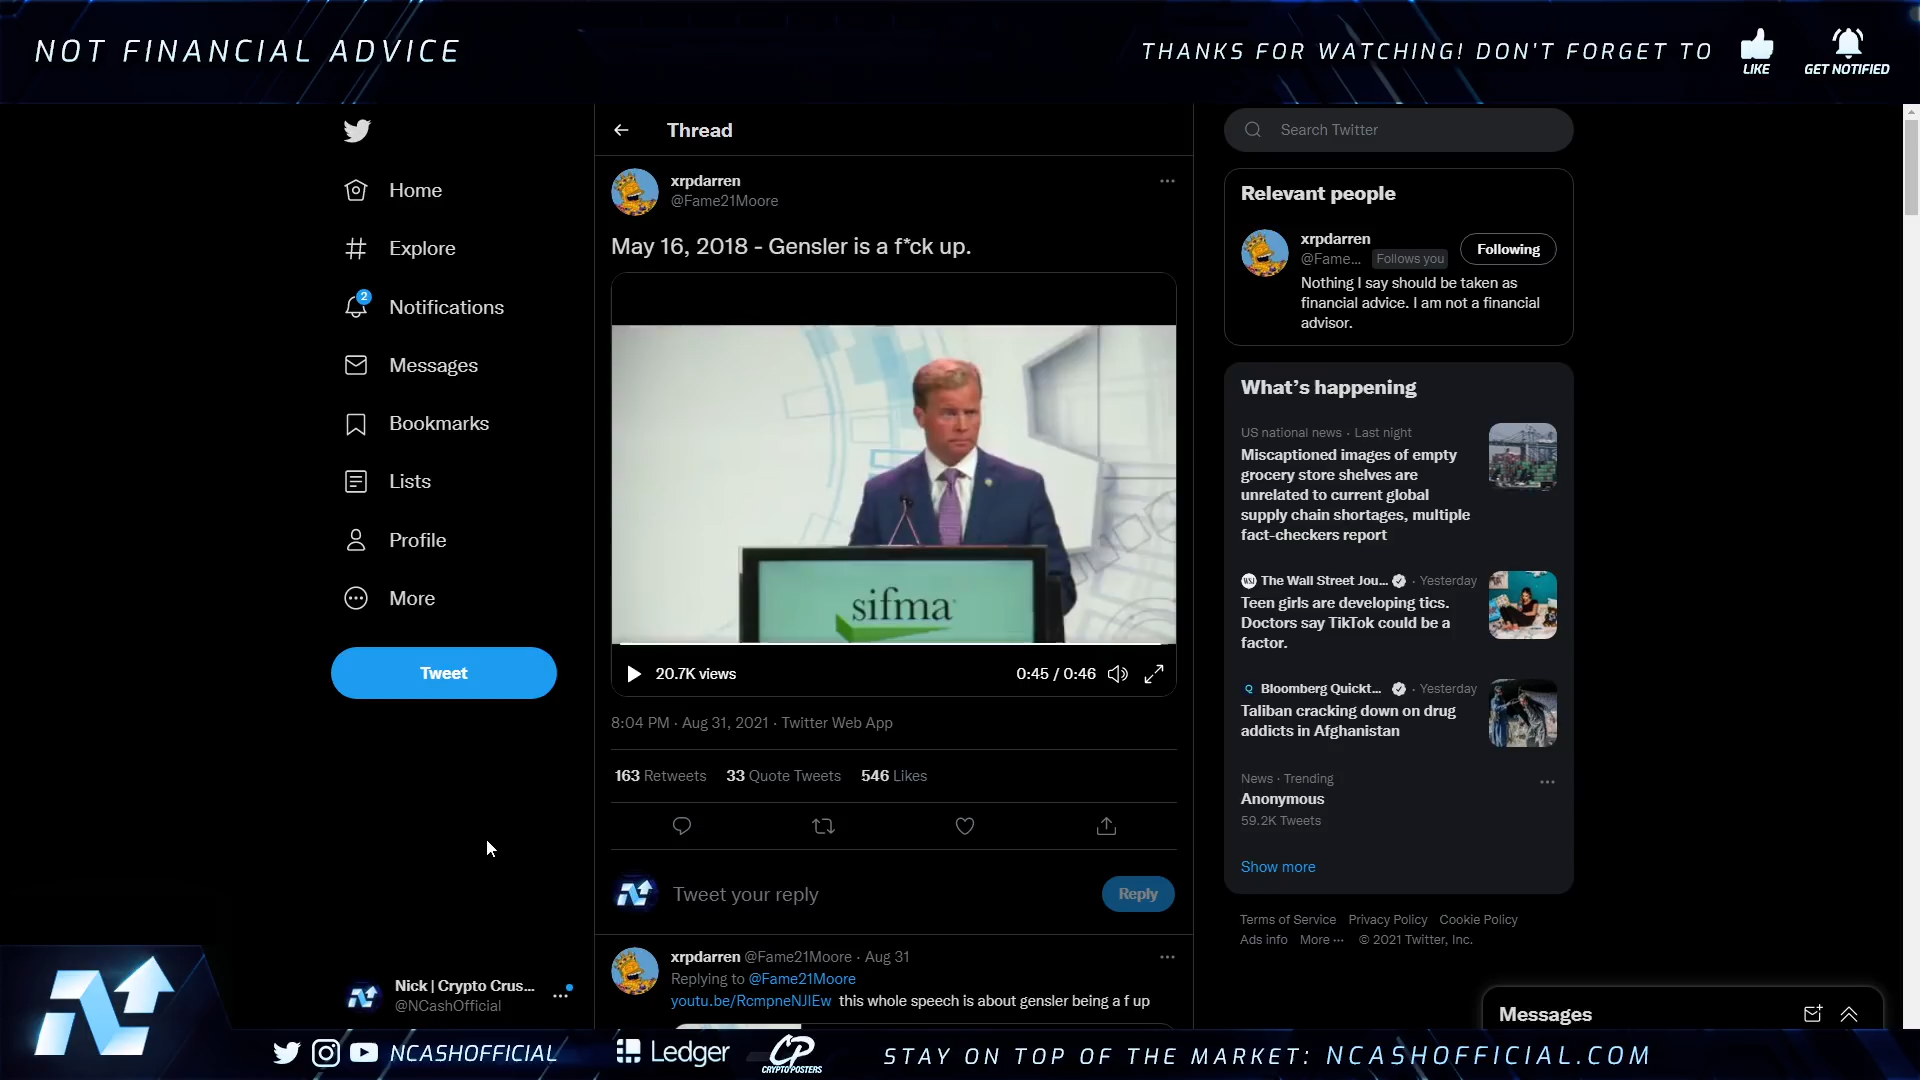 NOT FINANCIAL ADVICE
THANKS FOR WATCHING! DON'T FORGET TO
LIKE
GET NOTIFIED
Home
Explore
2
Notifications
Messages
Bookmarks
Lists
Profile
More
Tweet
Nick | Crypto Crus...
@NCashOfficial
Thread
xrpdarren
@Fame21Moore
May 16, 2018 - Gensler is a f*ck up.
sifma
20.7K views
0:45 / 0:46
8:04 PM · Aug 31, 2021 · Twitter Web App
163 Retweets 33 Quote Tweets 546 Likes
Tweet your reply
Reply
xrpdarren @Fame21Moore · Aug 31
Replying to @Fame21Moore
youtu.be/RcmpneNJlEw this whole speech is about gensler being a f up
Search Twitter
Relevant people
xrpdarren
@Fame... Follows you
Following
Nothing I say should be taken as
financial advice. I am not a financial
advisor.
What's happening
US national news · Last night
Miscaptioned images of empty
grocery store shelves are
unrelated to current global
supply chain shortages, multiple
fact-checkers report
WSJ The Wall Street Jou... · Yesterday
Teen girls are developing tics.
Doctors say TikTok could be a
factor.
Q Bloomberg Quickt... · Yesterday
Taliban cracking down on drug
addicts in Afghanistan
News · Trending
Anonymous
59.2K Tweets
Show more
Terms of Service Privacy Policy Cookie Policy
Ads info More ··· © 2021 Twitter, Inc.
Messages
NCASHOFFICIAL
Ledger
CP
CRYPTOPOSTERS
STAY ON TOP OF THE MARKET: NCASHOFFICIAL.COM